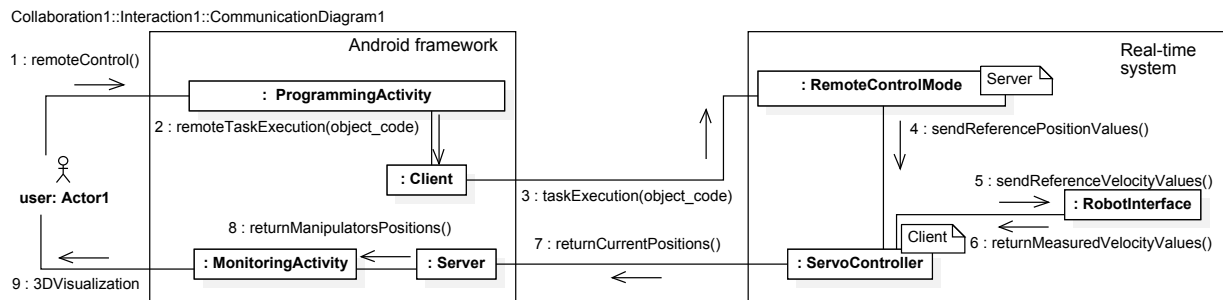 Collaboration1::Interaction1::CommunicationDiagram1
1 : remoteControl()
Android framework
Real-time
system
: ProgrammingActivity
: RemoteControlMode
Server
2 : remoteTaskExecution(object_code)
4 : sendReferencePositionValues()
: Client
3 : taskExecution(object_code)
5 : sendReferenceVelocityValues()
user: Actor1
: RobotInterface
8 : returnManipulatorsPositions()
7 : returnCurrentPositions()
Client
6 : returnMeasuredVelocityValues()
: MonitoringActivity
: Server
: ServoController
9 : 3DVisualization